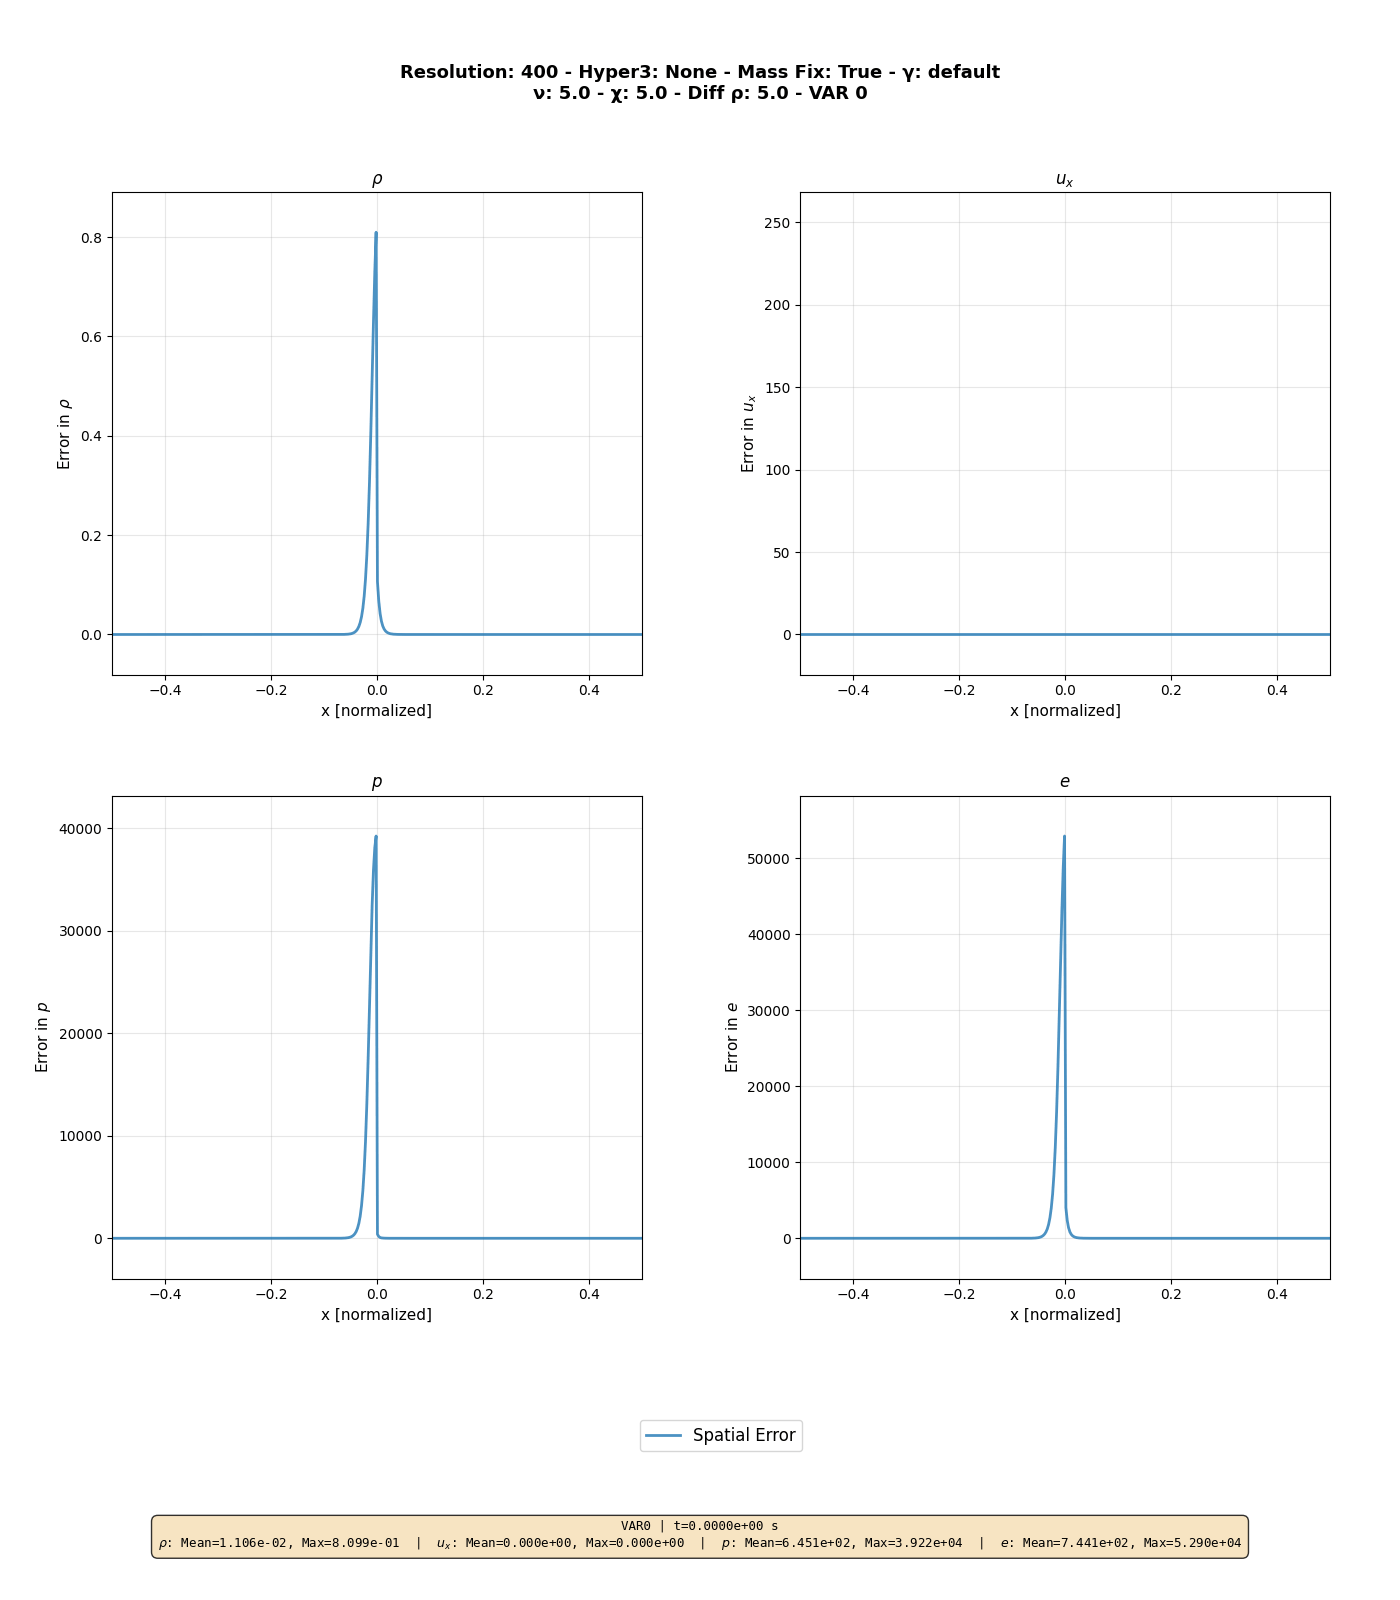 Resolution: 400 - Hyper3: None - Mass Fix: True - γ: default
ν: 5.0 - χ: 5.0 - Diff ρ: 5.0 - VAR 0
ρ
0.8
0.6
0.4
0.2
0.0
Error in ρ
−0.4
−0.2
0.0
0.2
0.4
x [normalized]
uₓ
250
200
150
100
50
0
Error in uₓ
−0.4
−0.2
0.0
0.2
0.4
x [normalized]
p
40000
30000
20000
10000
0
Error in p
−0.4
−0.2
0.0
0.2
0.4
x [normalized]
e
50000
40000
30000
20000
10000
0
Error in e
−0.4
−0.2
0.0
0.2
0.4
x [normalized]
Spatial Error
VAR0 | t=0.0000e+00 s
ρ: Mean=1.106e-02, Max=8.099e-01 | uₓ: Mean=0.000e+00, Max=0.000e+00 | p: Mean=6.451e+02, Max=3.922e+04 | e: Mean=7.441e+02, Max=5.290e+04